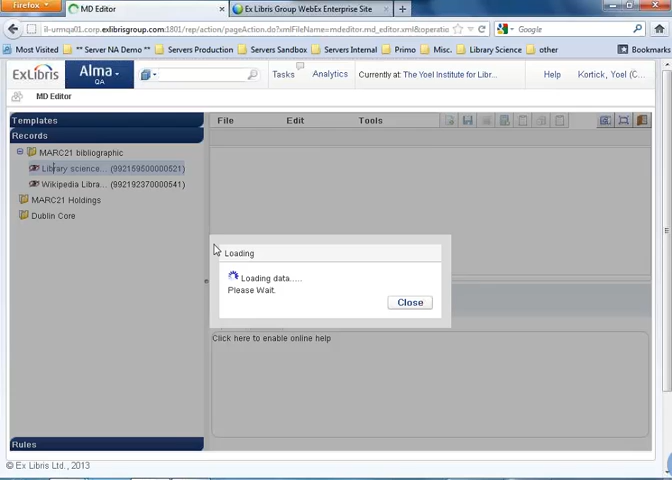 Firefox
MD Editor
Ex Libris Group WebEx Enterprise Site
il-urmqa01.corp.exlibrisgroup.com:1801/rep/action/pageAction.do?xmlFileName=mdeditor.md_editor.xml&operatio
Google
Most Visited ** Server NA Demo ** Servers Production Servers Sandbox Servers QA Primo Mics Library Science other Bookmarks
ExLibris Alma QA Tasks Analytics Currently at: The Yoel Institute for Libr... Help Kortick, Yoel (C...
MD Editor
Templates
Records
File Edit Tools
MARC21 bibliographic
Library science... (992159500000521)
Wikipedia Libra... (992192370000541)
MARC21 Holdings
Dublin Core
Loading
Loading data.....
Please Wait.
Close
Click here to enable online help
Rules
© Ex Libris Ltd., 2013